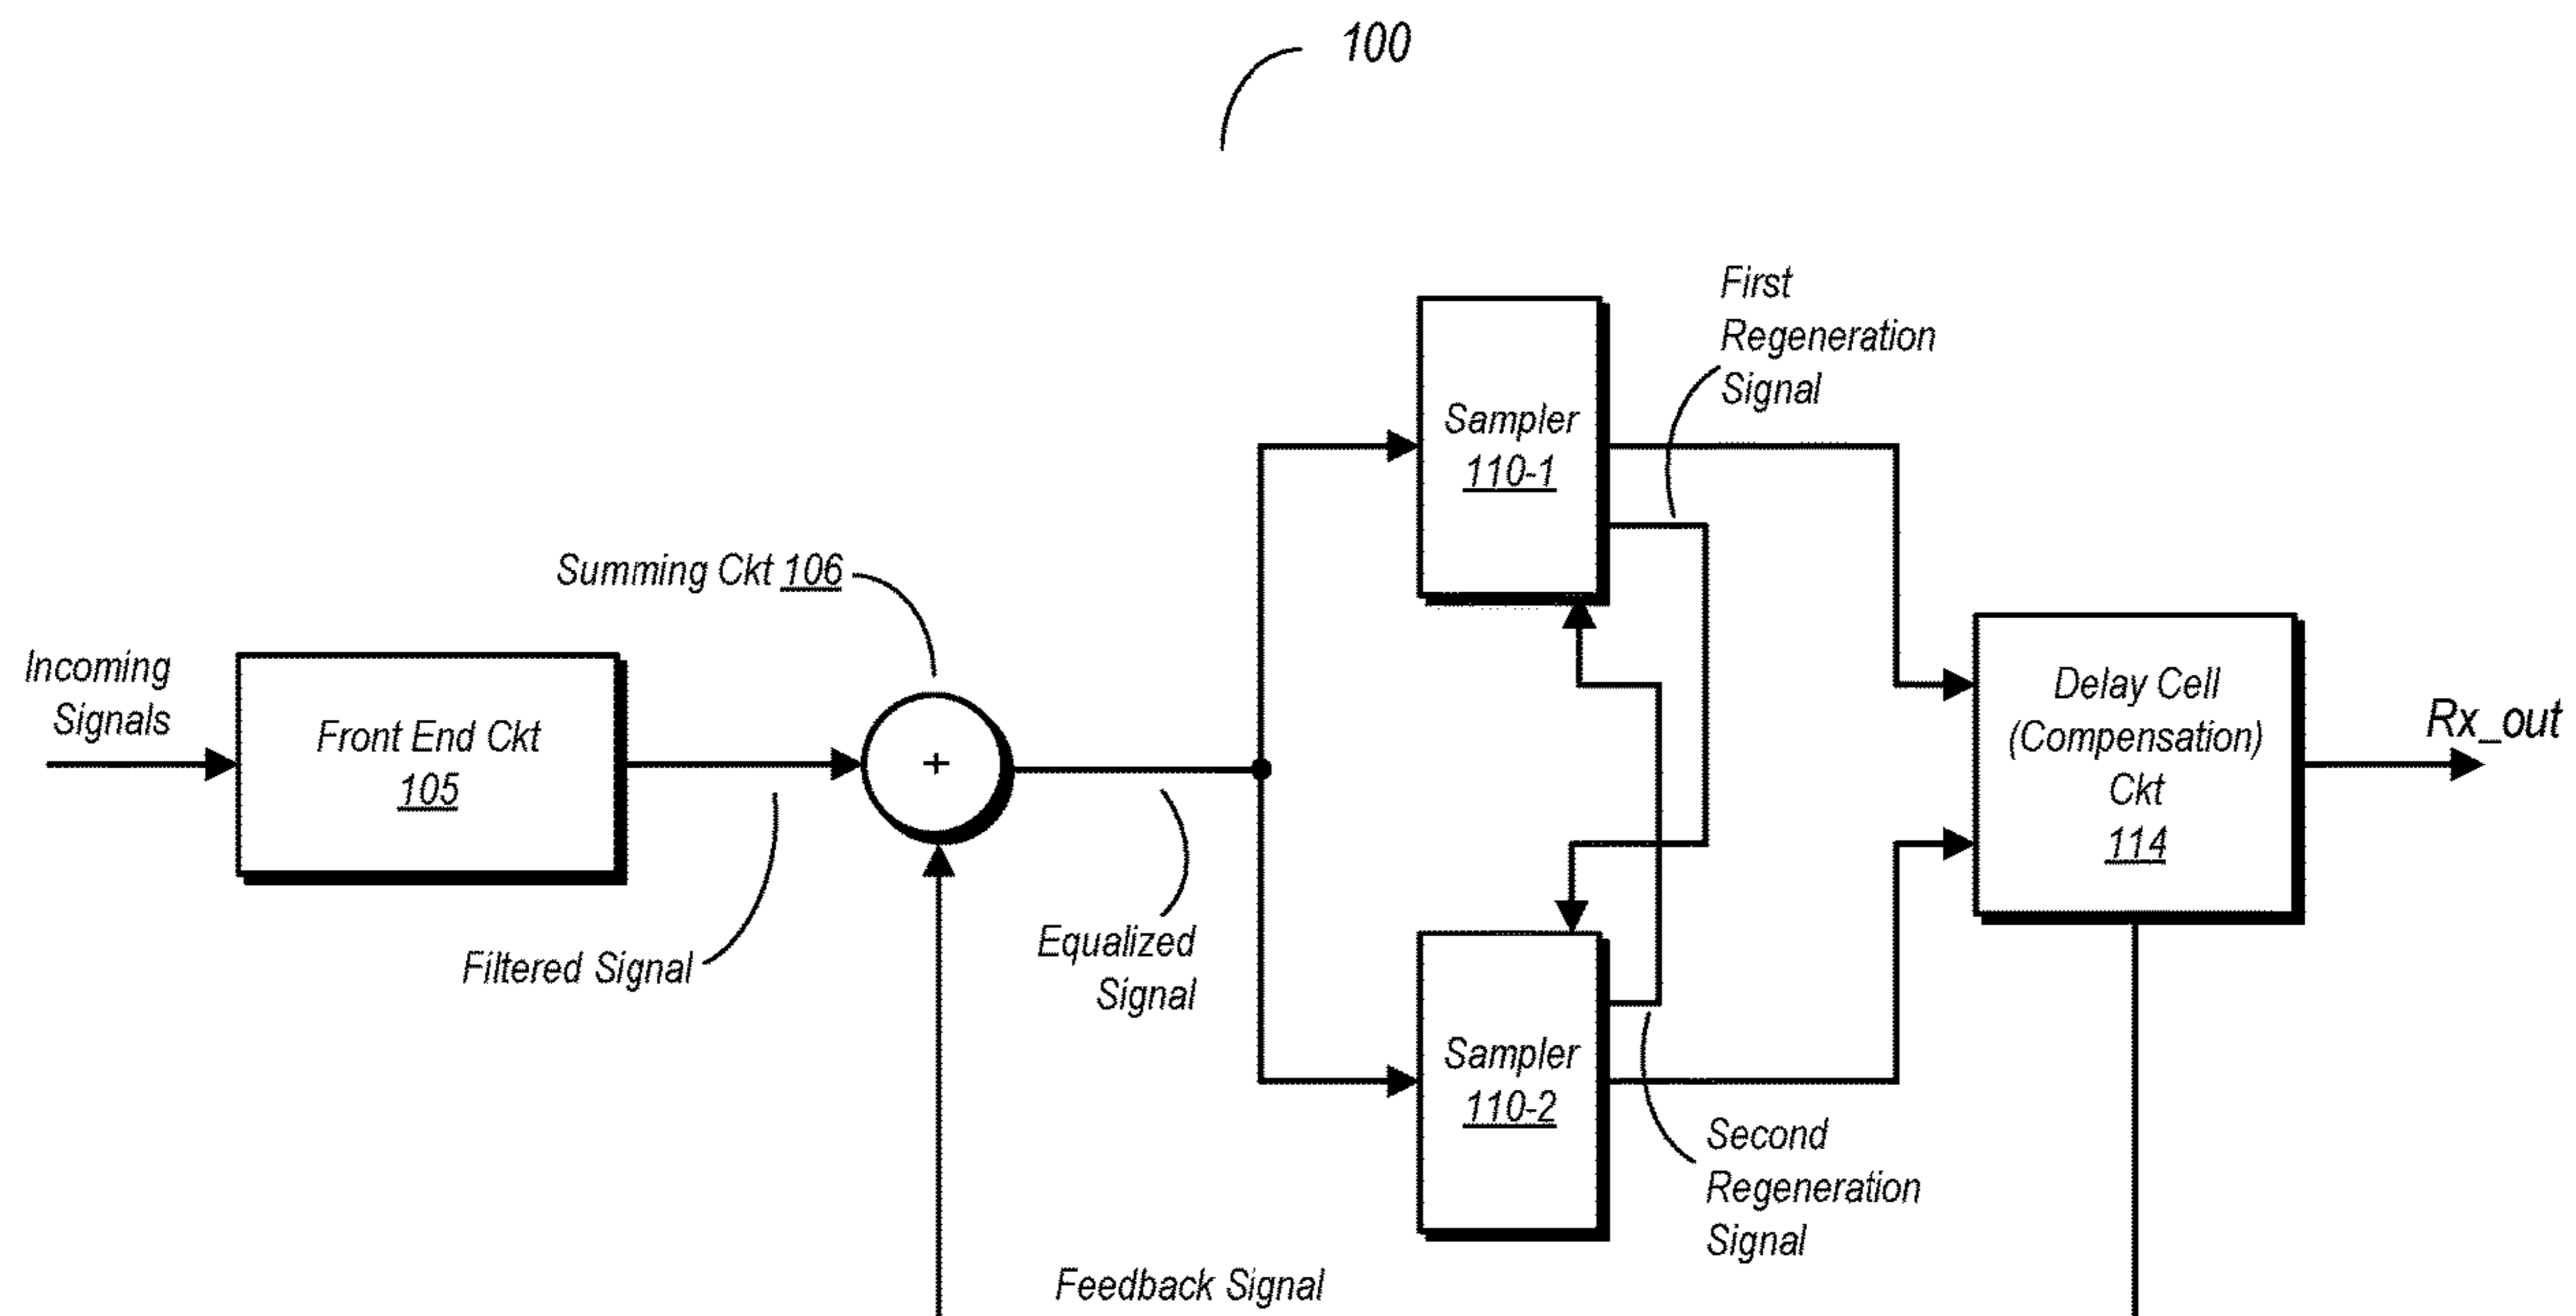 100
First
Regeneration
Signal
Sampler
110-1
Summing Ckt 106
Incoming
Signals
Front End Ckt
105
+
Delay Cell
(Compensation)
Ckt
114
Rx_out
Filtered Signal
Equalized
Signal
Sampler
110-2
Second
Regeneration
Signal
Feedback Signal